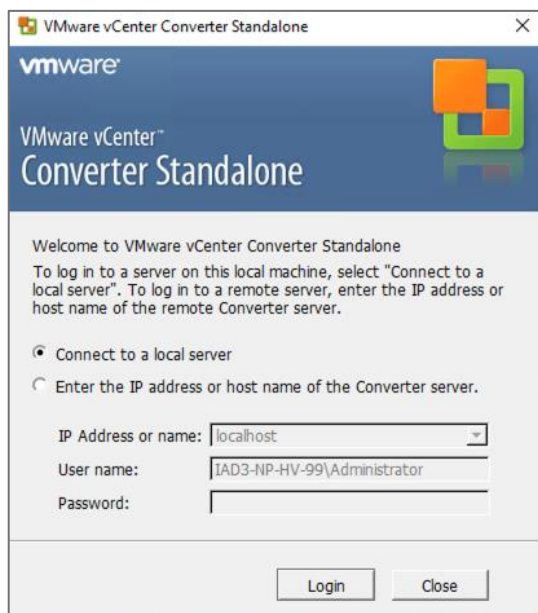 VMware vCenter Converter Standalone
vmware
VMware vCenter™
Converter Standalone
Welcome to VMware vCenter Converter Standalone
To log in to a server on this local machine, select "Connect to a
local server". To log in to a remote server, enter the IP address or
host name of the remote Converter server.
Connect to a local server
Enter the IP address or host name of the Converter server.
IP Address or name: localhost
User name: IAD3-NP-HV-99\Administrator
Password:
Login Close